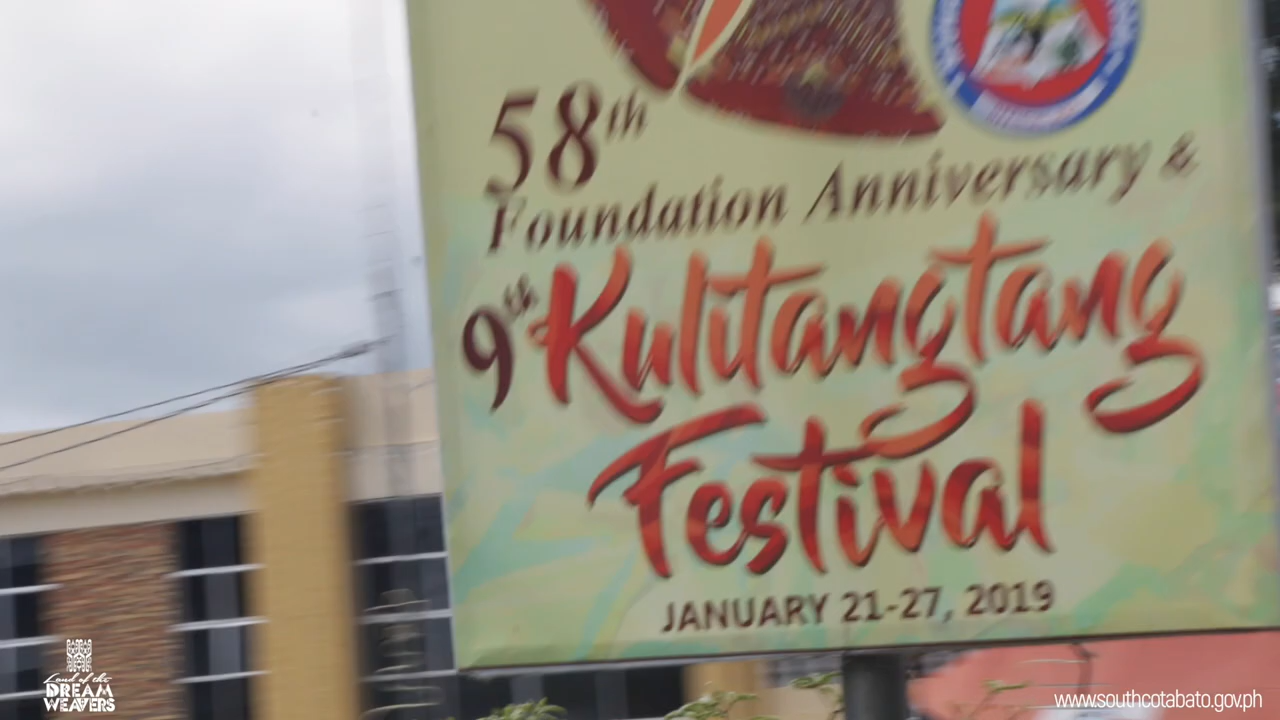 58th
Foundation Anniversary &
9th Kulitangtang
Festival
JANUARY 21-27, 2019
Land of the
DREAM
WEAVERS
www.southcotabato.gov.ph